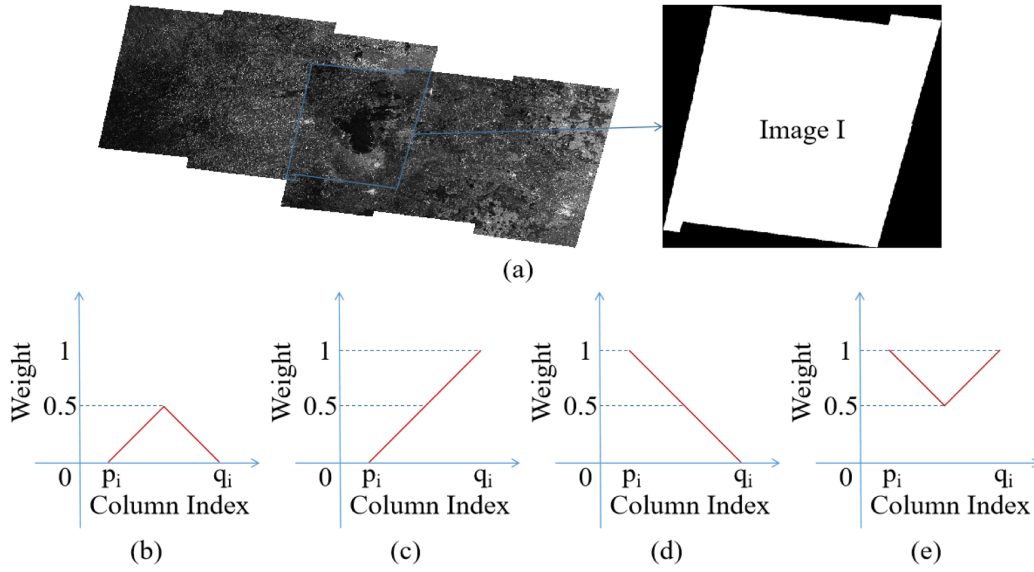 Image I
(a)
Weight
1
0.5
0
pi
qi
Column Index
(b)
Weight
1
0.5
0
pi
qi
Column Index
(c)
Weight
1
0.5
0
pi
qi
Column Index
(d)
Weight
1
0.5
0
pi
qi
Column Index
(e)